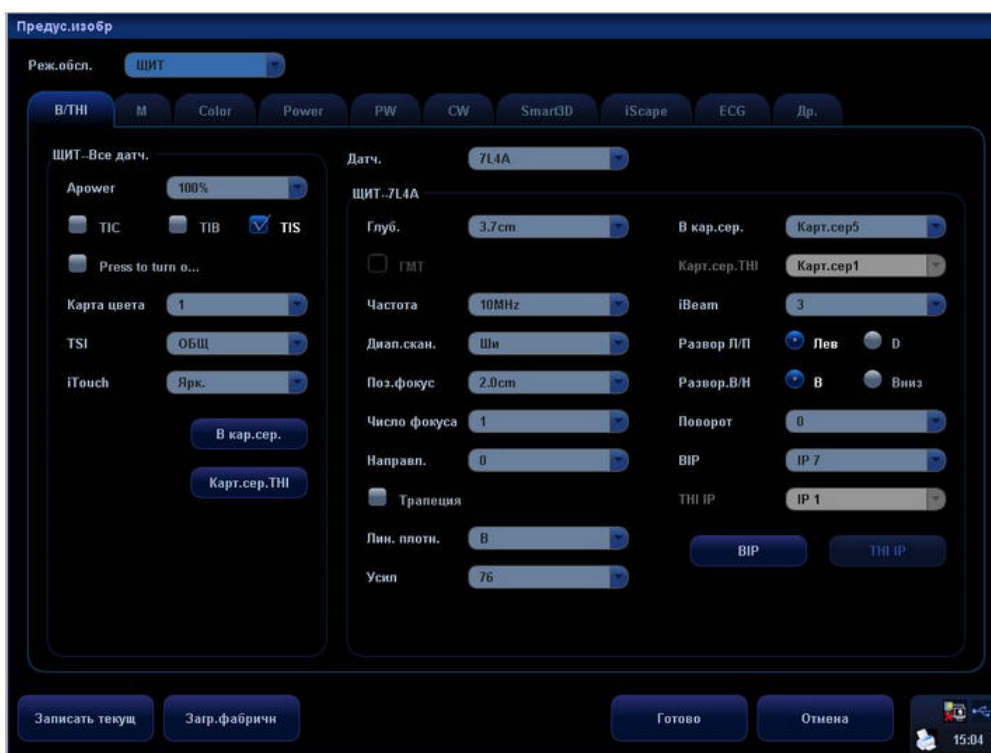 Предус.изобр
Реж.обсл. ЩИТ
B/THI M Color Power PW CW Smart3D iScape ECG Др.
ЩИТ--Все датч.
Apower 100%
TIC TIB TIS
Press to turn o...
Карта цвета 1
TSI ОБЩ
iTouch Ярк.
В кар.сер.
Карт.сер.THI
Датч. 7L4A
ЩИТ--7L4A
Глуб. 3.7cm
ГМТ
Частота 10MHz
Диап.скан. Ши
Поз.фокус 2.0cm
Число фокуса 1
Направл. 0
Трапеция
Лин. плотн. В
Усил 76
В кар.сер. Карт.сер5
Карт.сер.THI Карт.сер1
iBeam 3
Развор Л/П Лев D
Развор.В/Н В Вниз
Поворот 0
BIP IP 7
THI IP IP 1
BIP THI IP
Записать текущ Загр.фабричн Готово Отмена
15:04